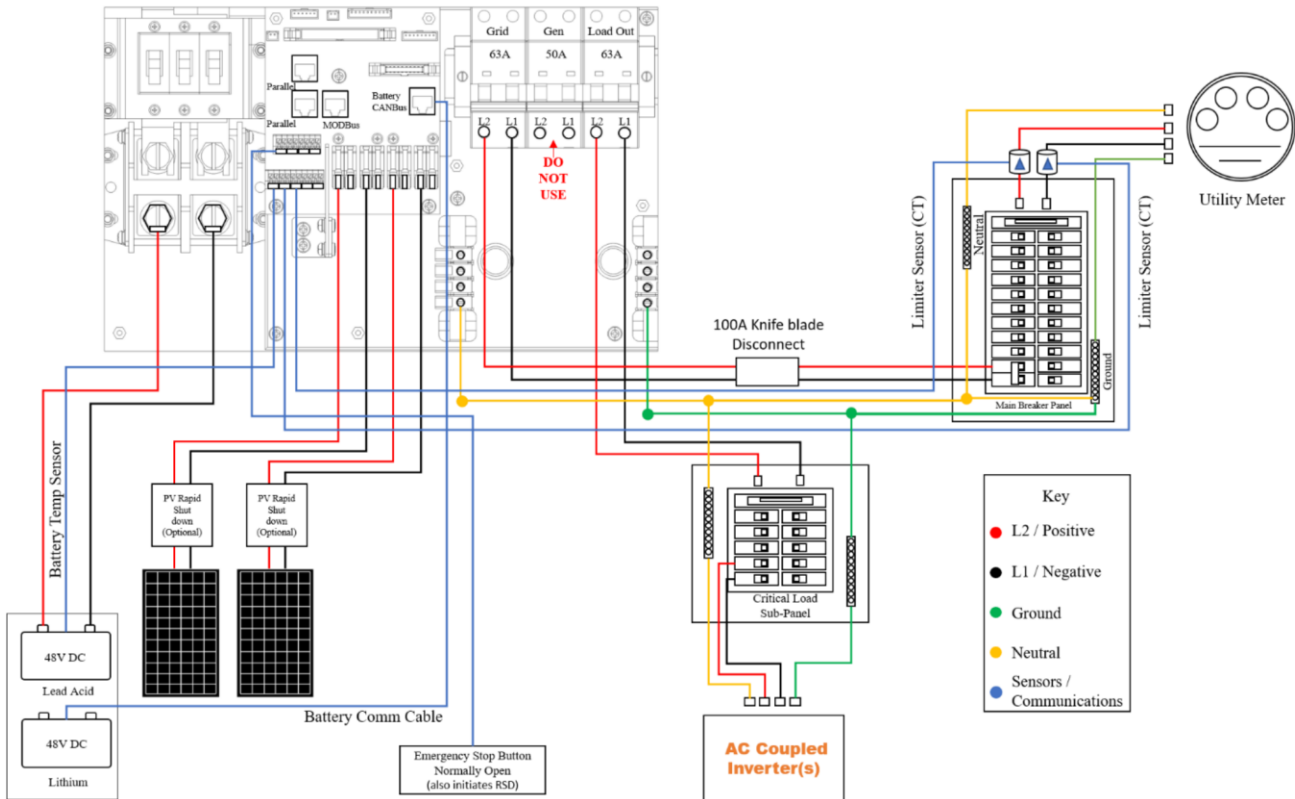 Grid
Gen
Load Out
63A
50A
63A
Parallel
Parallel
MODBus
Battery
CANBus
L2
L1
L2
L1
L2
L1
DO
NOT
USE
Utility Meter
Limiter Sensor (CT)
Neutral
Limiter Sensor (CT)
Ground
Main Breaker Panel
100A Knife blade
Disconnect
Battery Temp Sensor
PV Rapid
Shut
down
(Optional)
PV Rapid
Shut
down
(Optional)
Critical Load
Sub-Panel
Key
L2 / Positive
L1 / Negative
Ground
Neutral
Sensors /
Communications
48V DC
Lead Acid
48V DC
Lithium
Battery Comm Cable
Emergency Stop Button
Normally Open
(also initiates RSD)
AC Coupled
Inverter(s)